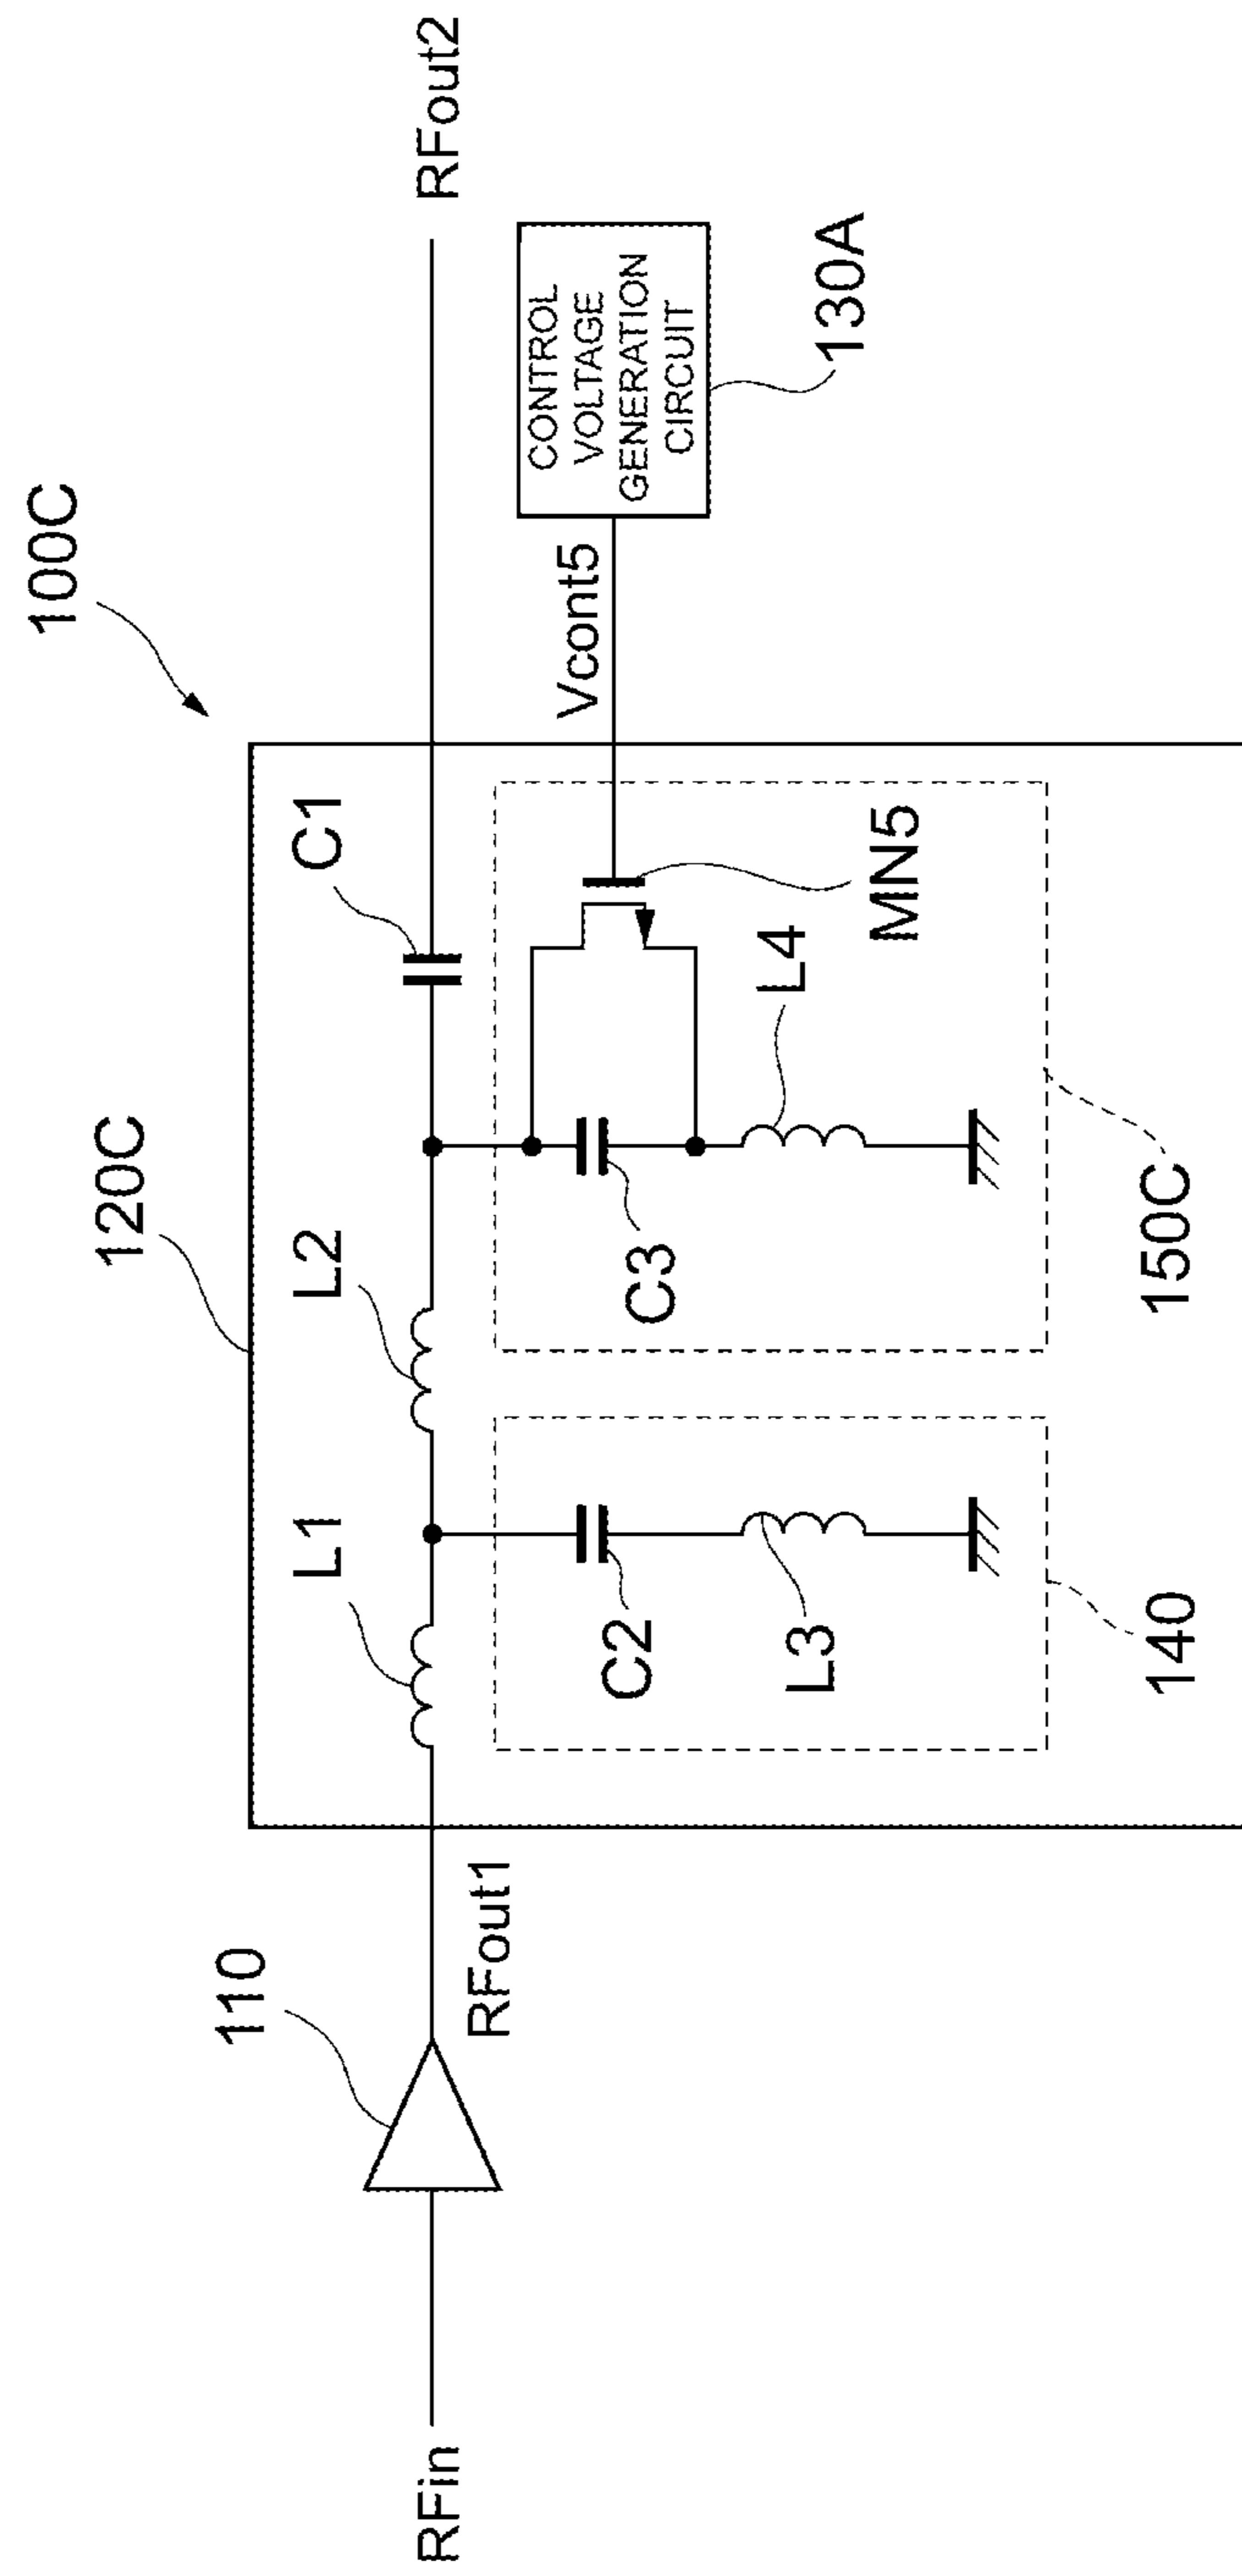 100C
120C
110
L1
L2
C1
RFin
RFout1
RFout2
Vcont5
CONTROL
VOLTAGE
GENERATION
CIRCUIT
130A
C2
L3
C3
L4
MN5
140
150C